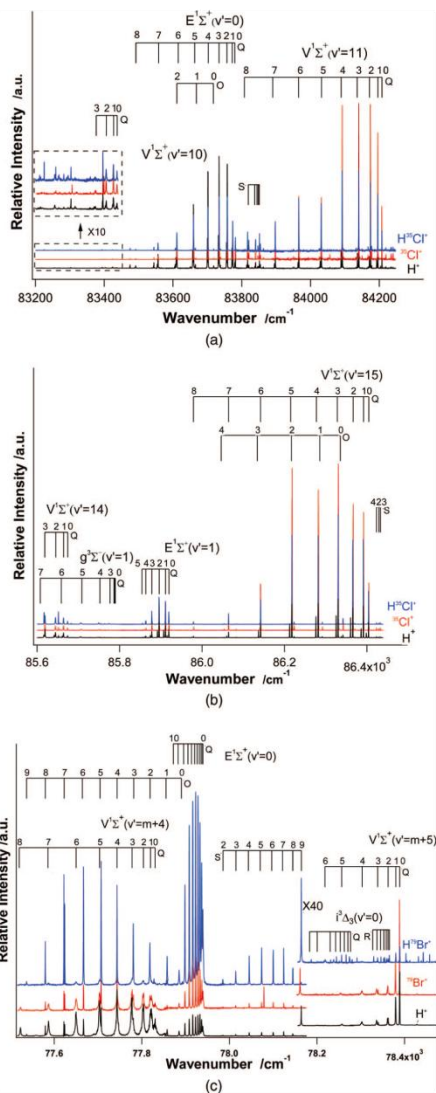 E¹Σ⁺(v'=0)
8 7 6 5 4 3 2 1 0 Q
V¹Σ⁺(v'=11)
8 7 6 5 4 3 2 1 0 Q
2 1 0 O
3 2 1 0 Q
V¹Σ⁺(v'=10)
S
X10
H³⁵Cl⁺
³⁵Cl⁺
H⁺
Relative Intensity /a.u.
83200 83400 83600 83800 84000 84200
Wavenumber /cm⁻¹
(a)
V¹Σ⁺(v'=15)
8 7 6 5 4 3 2 1 0 Q
4 3 2 1 0 O
V¹Σ⁺(v'=14)
3 2 1 0 Q
g³Σ⁻(v'=1)
7 6 5 4 3 0 Q
E¹Σ⁺(v'=1)
5 4 3 2 1 0 Q
4 2 3 S
H³⁵Cl⁺
³⁵Cl⁺
H⁺
Relative Intensity /a.u.
85.6 85.8 86.0 86.2 86.4x10³
Wavenumber /cm⁻¹
(b)
10 0 Q
E¹Σ⁺(v'=0)
9 8 7 6 5 4 3 2 1 0 O
V¹Σ⁺(v'=m+4)
8 7 6 5 4 3 2 1 0 Q
S 2 3 4 5 6 7 8 9
V¹Σ⁺(v'=m+5)
6 5 4 3 2 1 0 Q
X40
i³Δ₃(v'=0)
Q R
H⁷⁹Br⁺
⁷⁹Br⁺
H⁺
Relative Intensity /a.u.
77.6 77.8 78.0 78.2 78.4x10³
Wavenumber /cm⁻¹
(c)